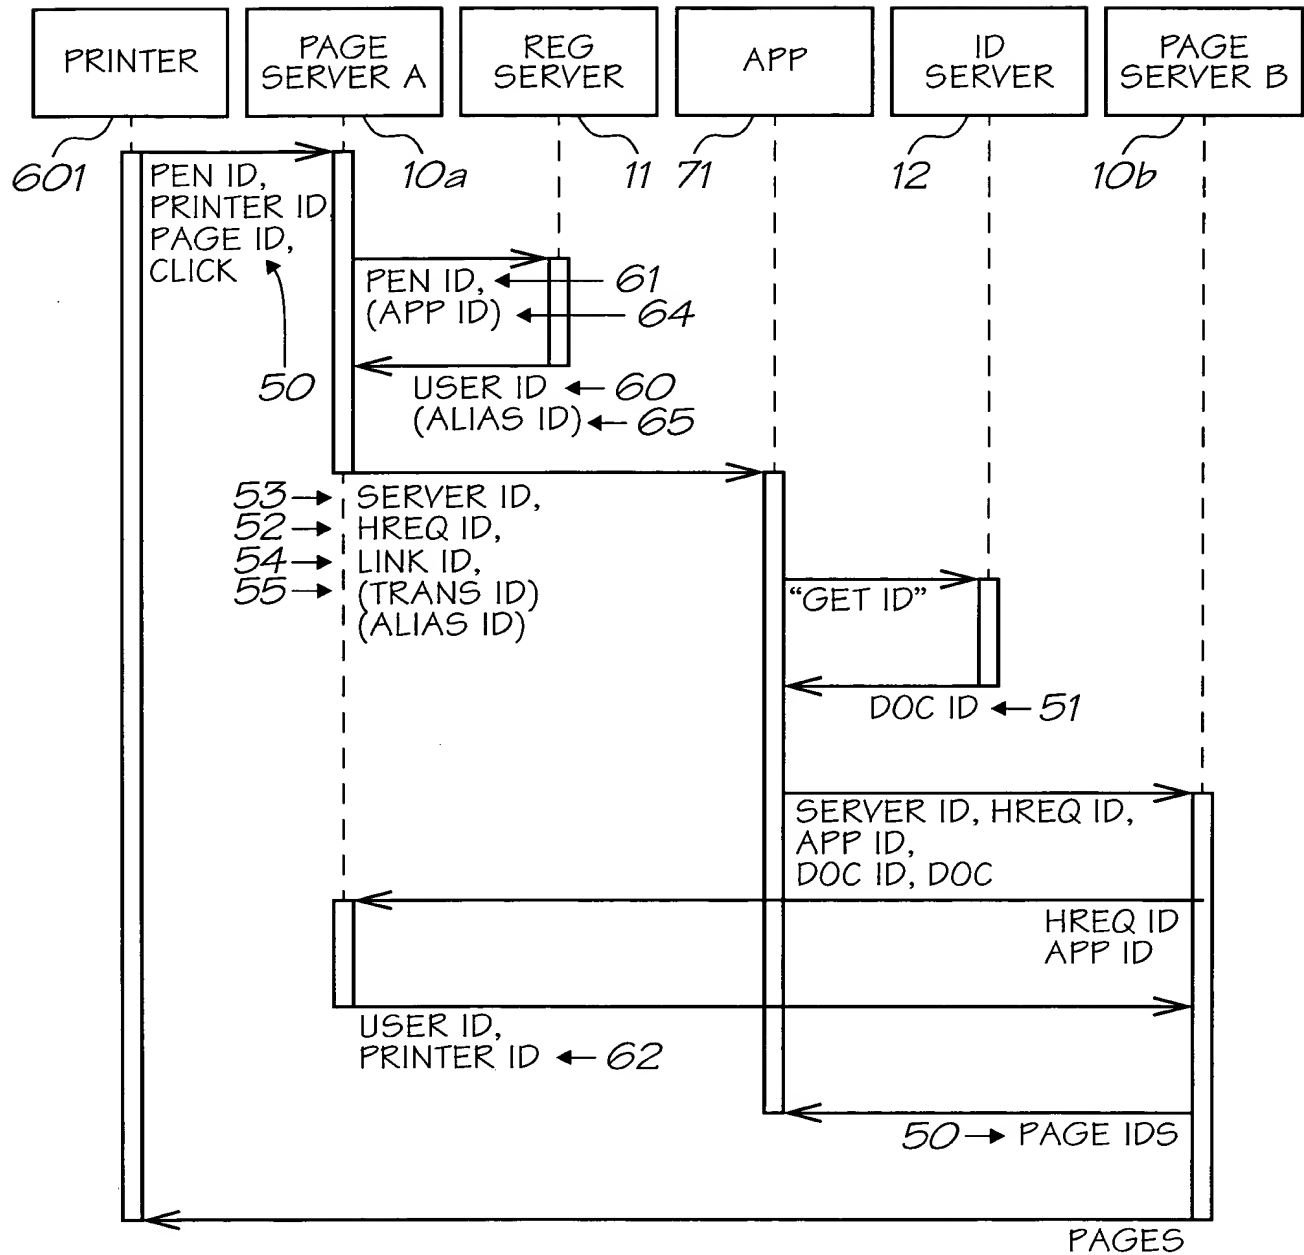 PRINTER
PAGE
SERVER A
REG
SERVER
APP
ID
SERVER
PAGE
SERVER B
601
10a
11
71
12
10b
PEN ID,
PRINTER ID
PAGE ID,
CLICK
50
PEN ID,
61
(APP ID)
64
USER ID
60
(ALIAS ID)
65
53
SERVER ID,
52
HREQ ID,
54
LINK ID,
55
(TRANS ID)
(ALIAS ID)
"GET ID"
DOC ID
51
SERVER ID, HREQ ID,
APP ID,
DOC ID, DOC
HREQ ID
APP ID
USER ID,
PRINTER ID
62
50
PAGE IDS
PAGES